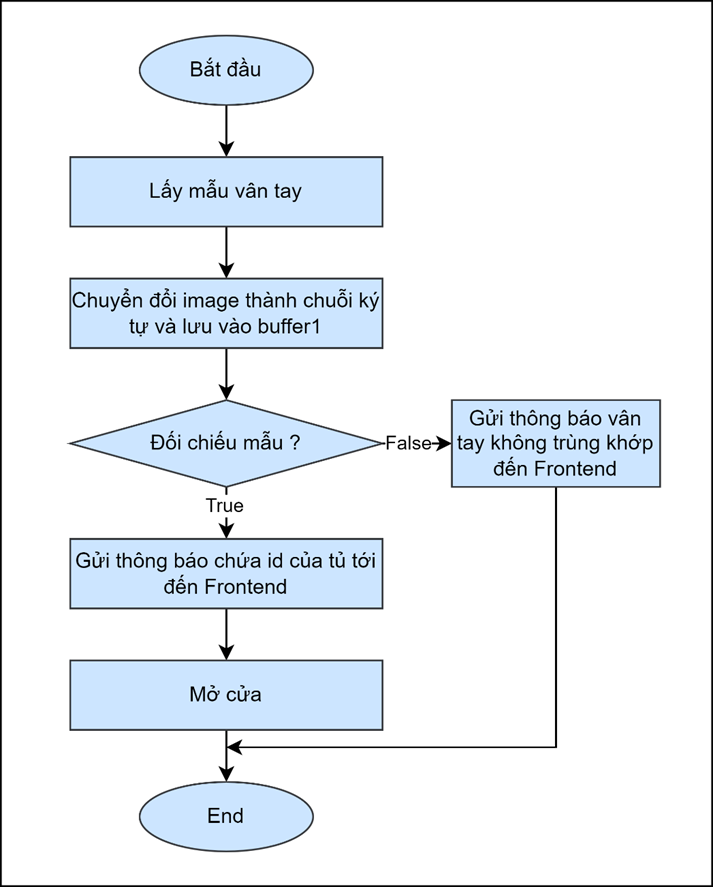 Bắt đầu
Lấy mẫu vân tay
Chuyển đổi image thành chuỗi ký
tự và lưu vào buffer1
Đối chiếu mẫu ?
False
Gửi thông báo vân
tay không trùng khớp
đến Frontend
True
Gửi thông báo chứa id của tủ tới
đến Frontend
Mở cửa
End